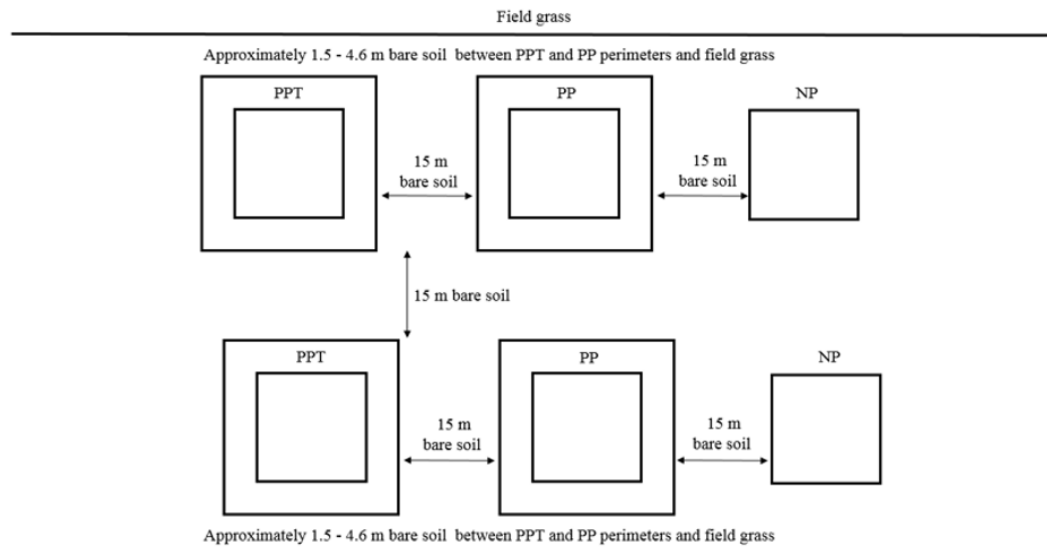 Field grass
Approximately 1.5 - 4.6 m bare soil between PPT and PP perimeters and field grass
PPT
PP
NP
15 m
bare soil
15 m
bare soil
15 m bare soil
PPT
PP
NP
15 m
bare soil
15 m
bare soil
Approximately 1.5 - 4.6 m bare soil between PPT and PP perimeters and field grass